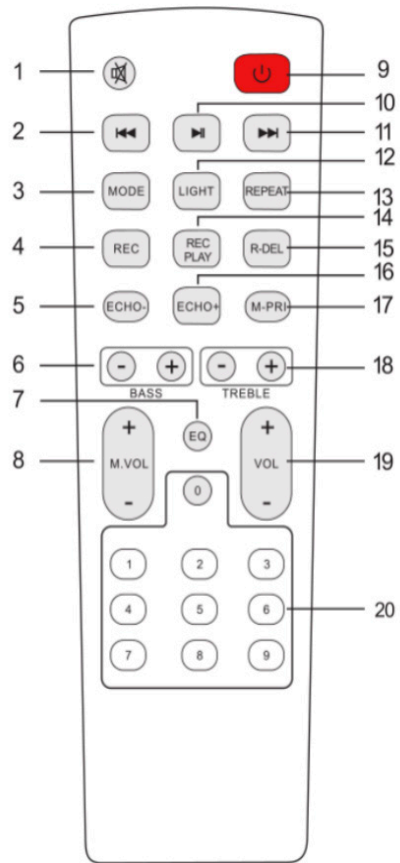 1
9
10
2
11
12
3
MODE
LIGHT
REPEAT
13
14
4
REC
REC
PLAY
R-DEL
15
16
5
ECHO-
ECHO+
M-PRI
17
6
-
+
-
+
18
BASS
TREBLE
7
EQ
+
+
8
M.VOL
VOL
19
-
-
0
1
2
3
4
5
6
20
7
8
9